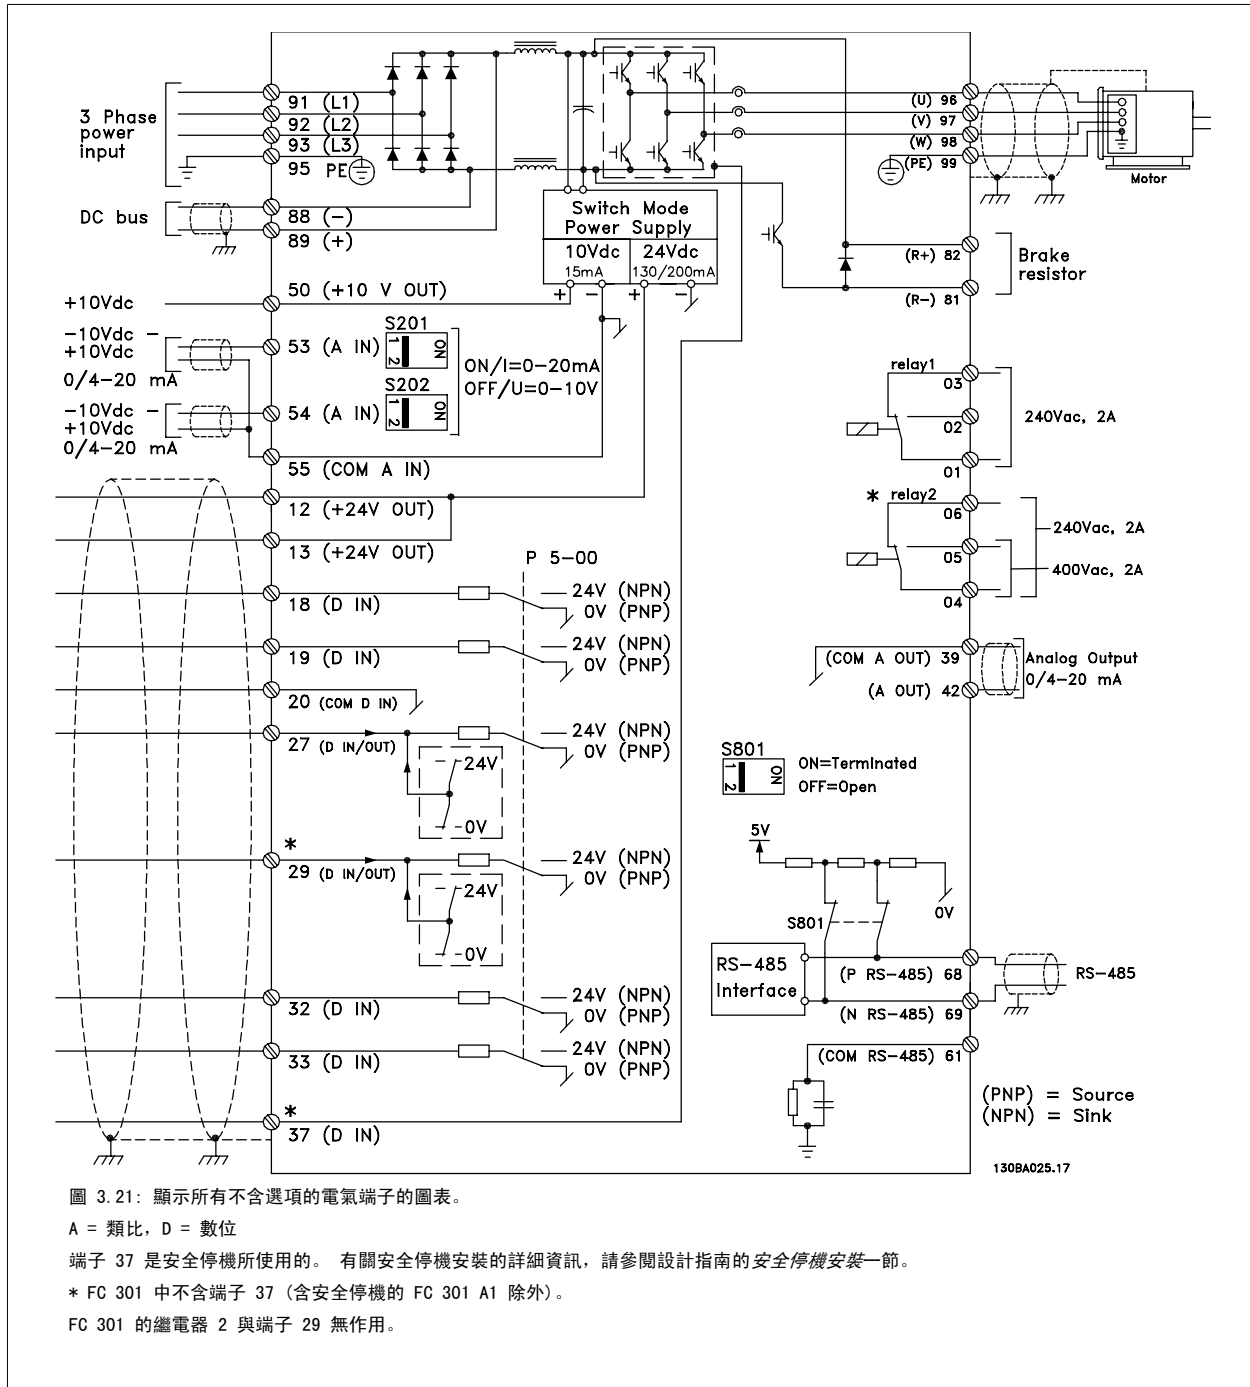 3 Phase
power
input
91 (L1)
92 (L2)
93 (L3)
95 PE
DC bus
88 (-)
89 (+)
Switch Mode
Power Supply
10Vdc
15mA
24Vdc
130/200mA
+ - + -
(U) 96
(V) 97
(W) 98
(PE) 99
Motor
(R+) 82
(R-) 81
Brake
resistor
+10Vdc
50 (+10 V OUT)
-10Vdc -
+10Vdc
0/4-20 mA
53 (A IN)
S201
ON
1 2
-10Vdc -
+10Vdc
0/4-20 mA
54 (A IN)
S202
ON
1 2
ON/I=0-20mA
OFF/U=0-10V
55 (COM A IN)
12 (+24V OUT)
13 (+24V OUT)
P 5-00
18 (D IN)
24V (NPN)
0V (PNP)
19 (D IN)
24V (NPN)
0V (PNP)
20 (COM D IN)
27 (D IN/OUT)
24V (NPN)
0V (PNP)
24V
0V
*
29 (D IN/OUT)
24V (NPN)
0V (PNP)
24V
0V
32 (D IN)
24V (NPN)
0V (PNP)
33 (D IN)
24V (NPN)
0V (PNP)
*
37 (D IN)
relay1
03
02
01
240Vac, 2A
* relay2
06
05
04
240Vac, 2A
400Vac, 2A
(COM A OUT) 39
(A OUT) 42
Analog Output
0/4-20 mA
S801
ON
1 2
ON=Terminated
OFF=Open
5V
0V
S801
RS-485
Interface
(P RS-485) 68
(N RS-485) 69
RS-485
(COM RS-485) 61
(PNP) = Source
(NPN) = Sink
130BA025.17
圖 3.21: 顯示所有不含選項的電氣端子的圖表。
A = 類比, D = 數位
端子 37 是安全停機所使用的。 有關安全停機安裝的詳細資訊, 請參閱設計指南的安全停機安裝一節。
* FC 301 中不含端子 37 (含安全停機的 FC 301 A1 除外)。
FC 301 的繼電器 2 與端子 29 無作用。